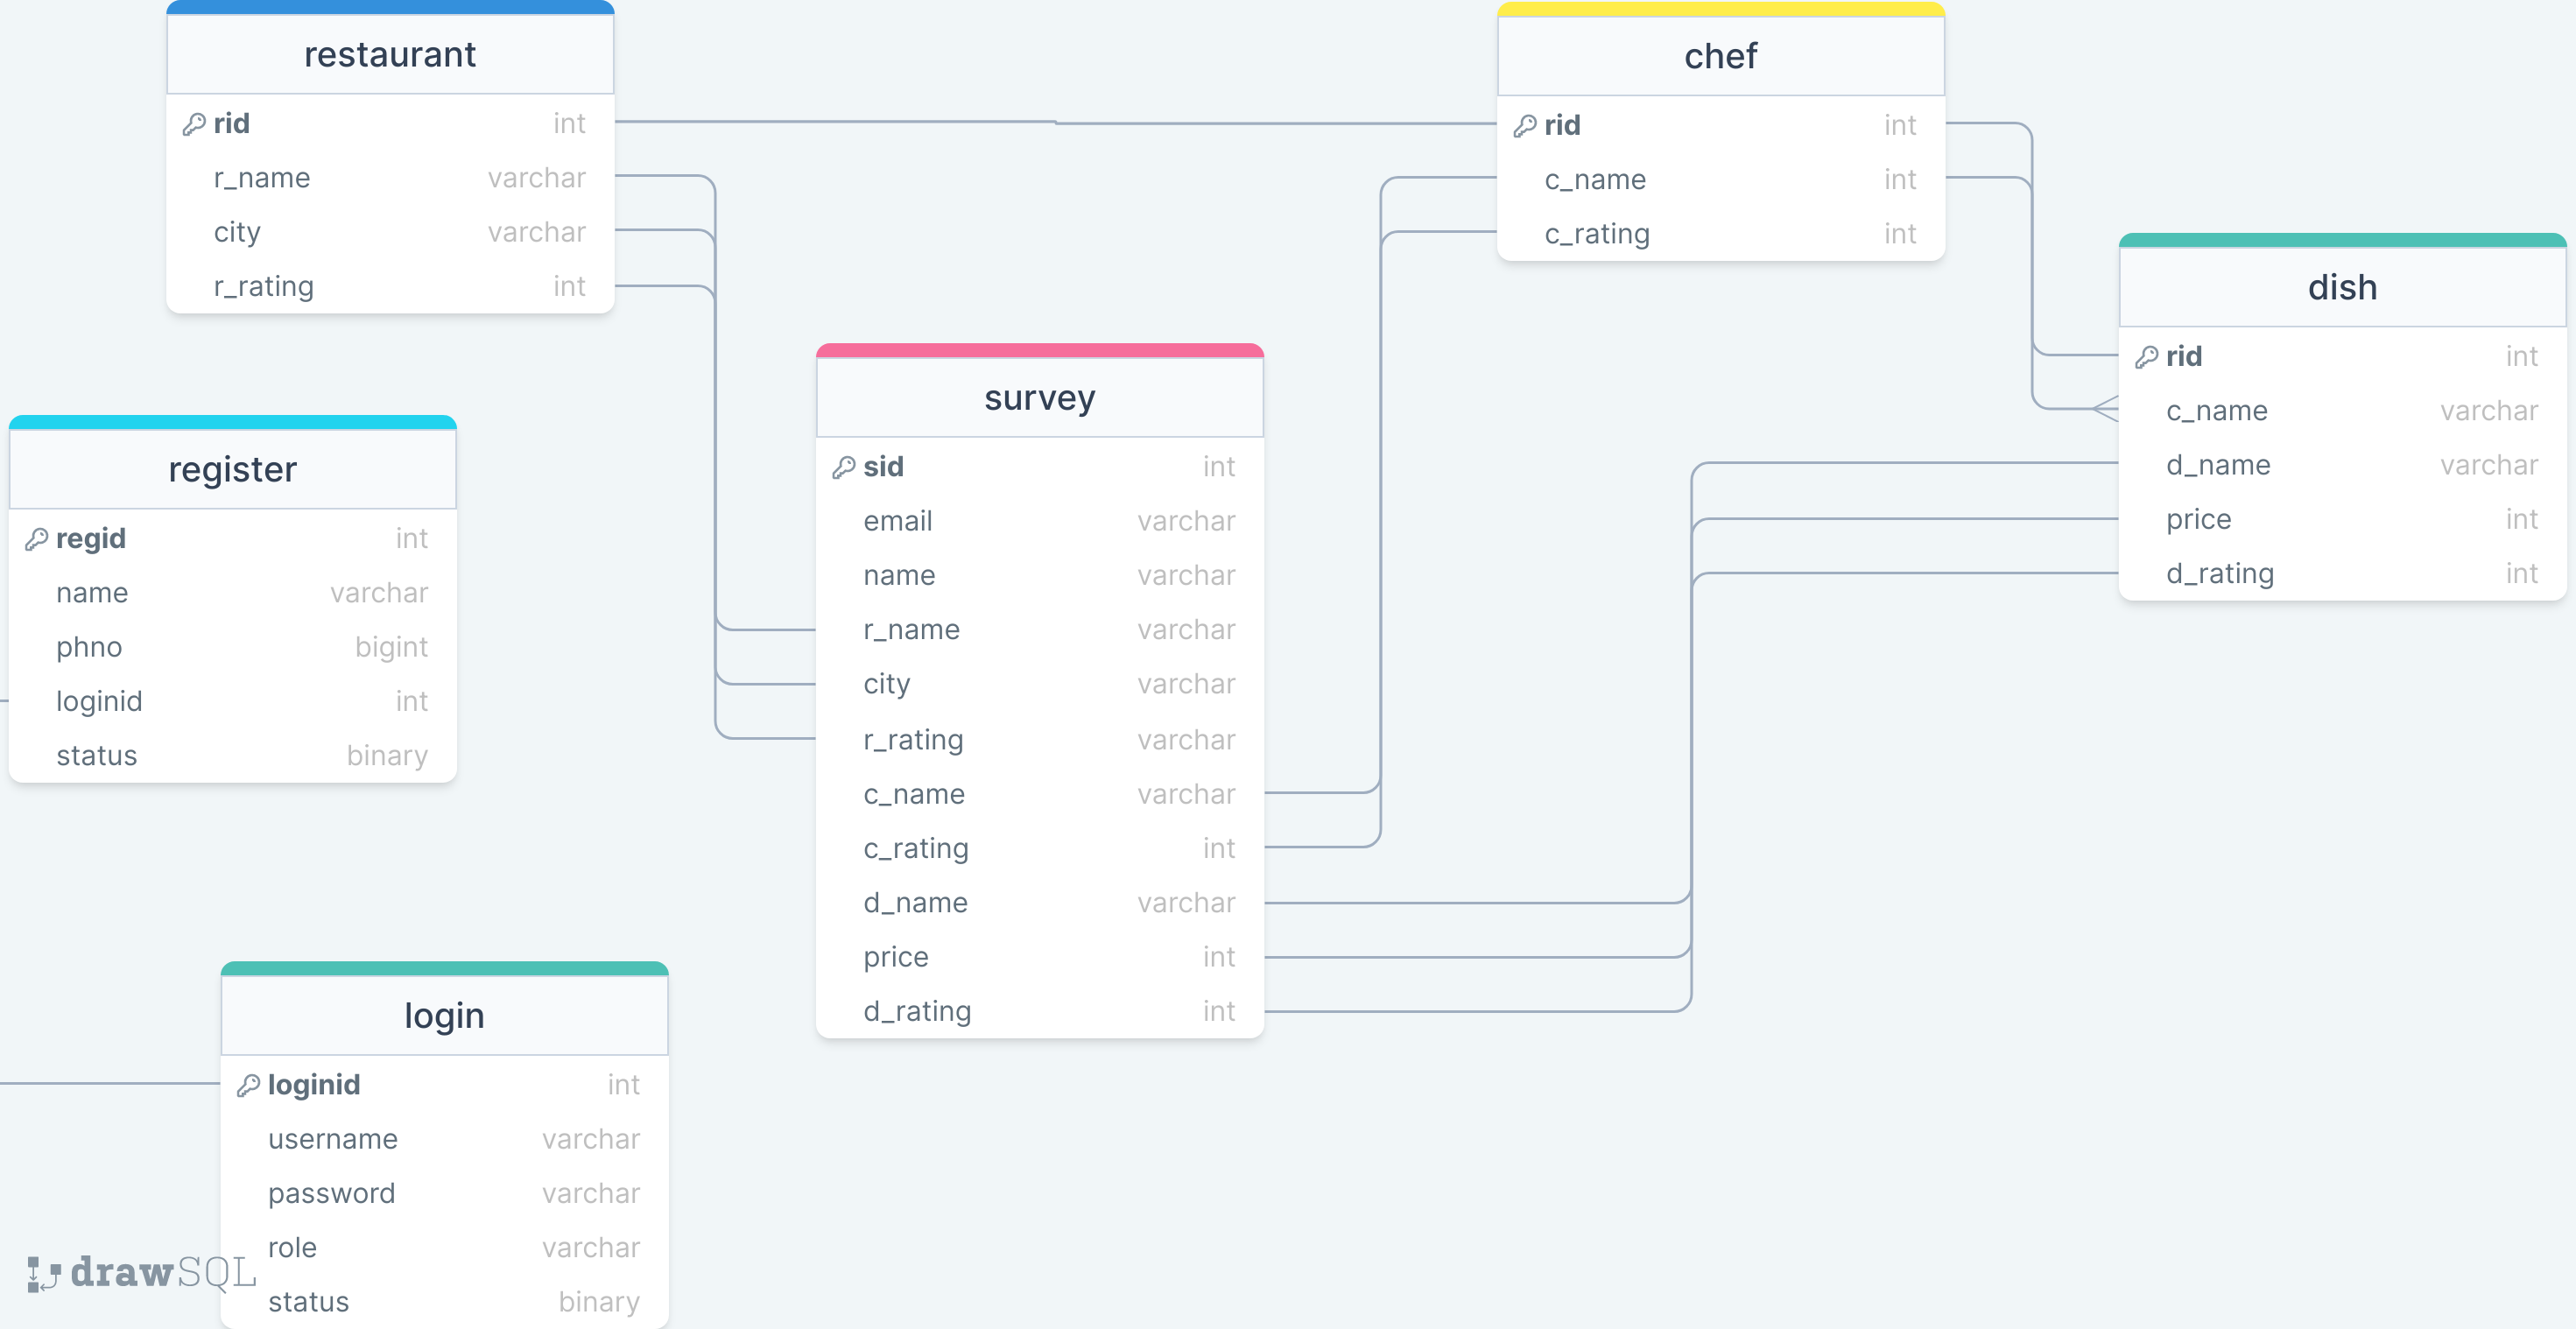 restaurant
rid int
r_name varchar
city varchar
r_rating int
chef
rid int
c_name int
c_rating int
dish
rid int
c_name varchar
d_name varchar
price int
d_rating int
survey
sid int
email varchar
name varchar
r_name varchar
city varchar
r_rating varchar
c_name varchar
c_rating int
d_name varchar
price int
d_rating int
register
regid int
name varchar
phno bigint
loginid int
status binary
login
loginid int
username varchar
password varchar
role varchar
status binary
drawSQL